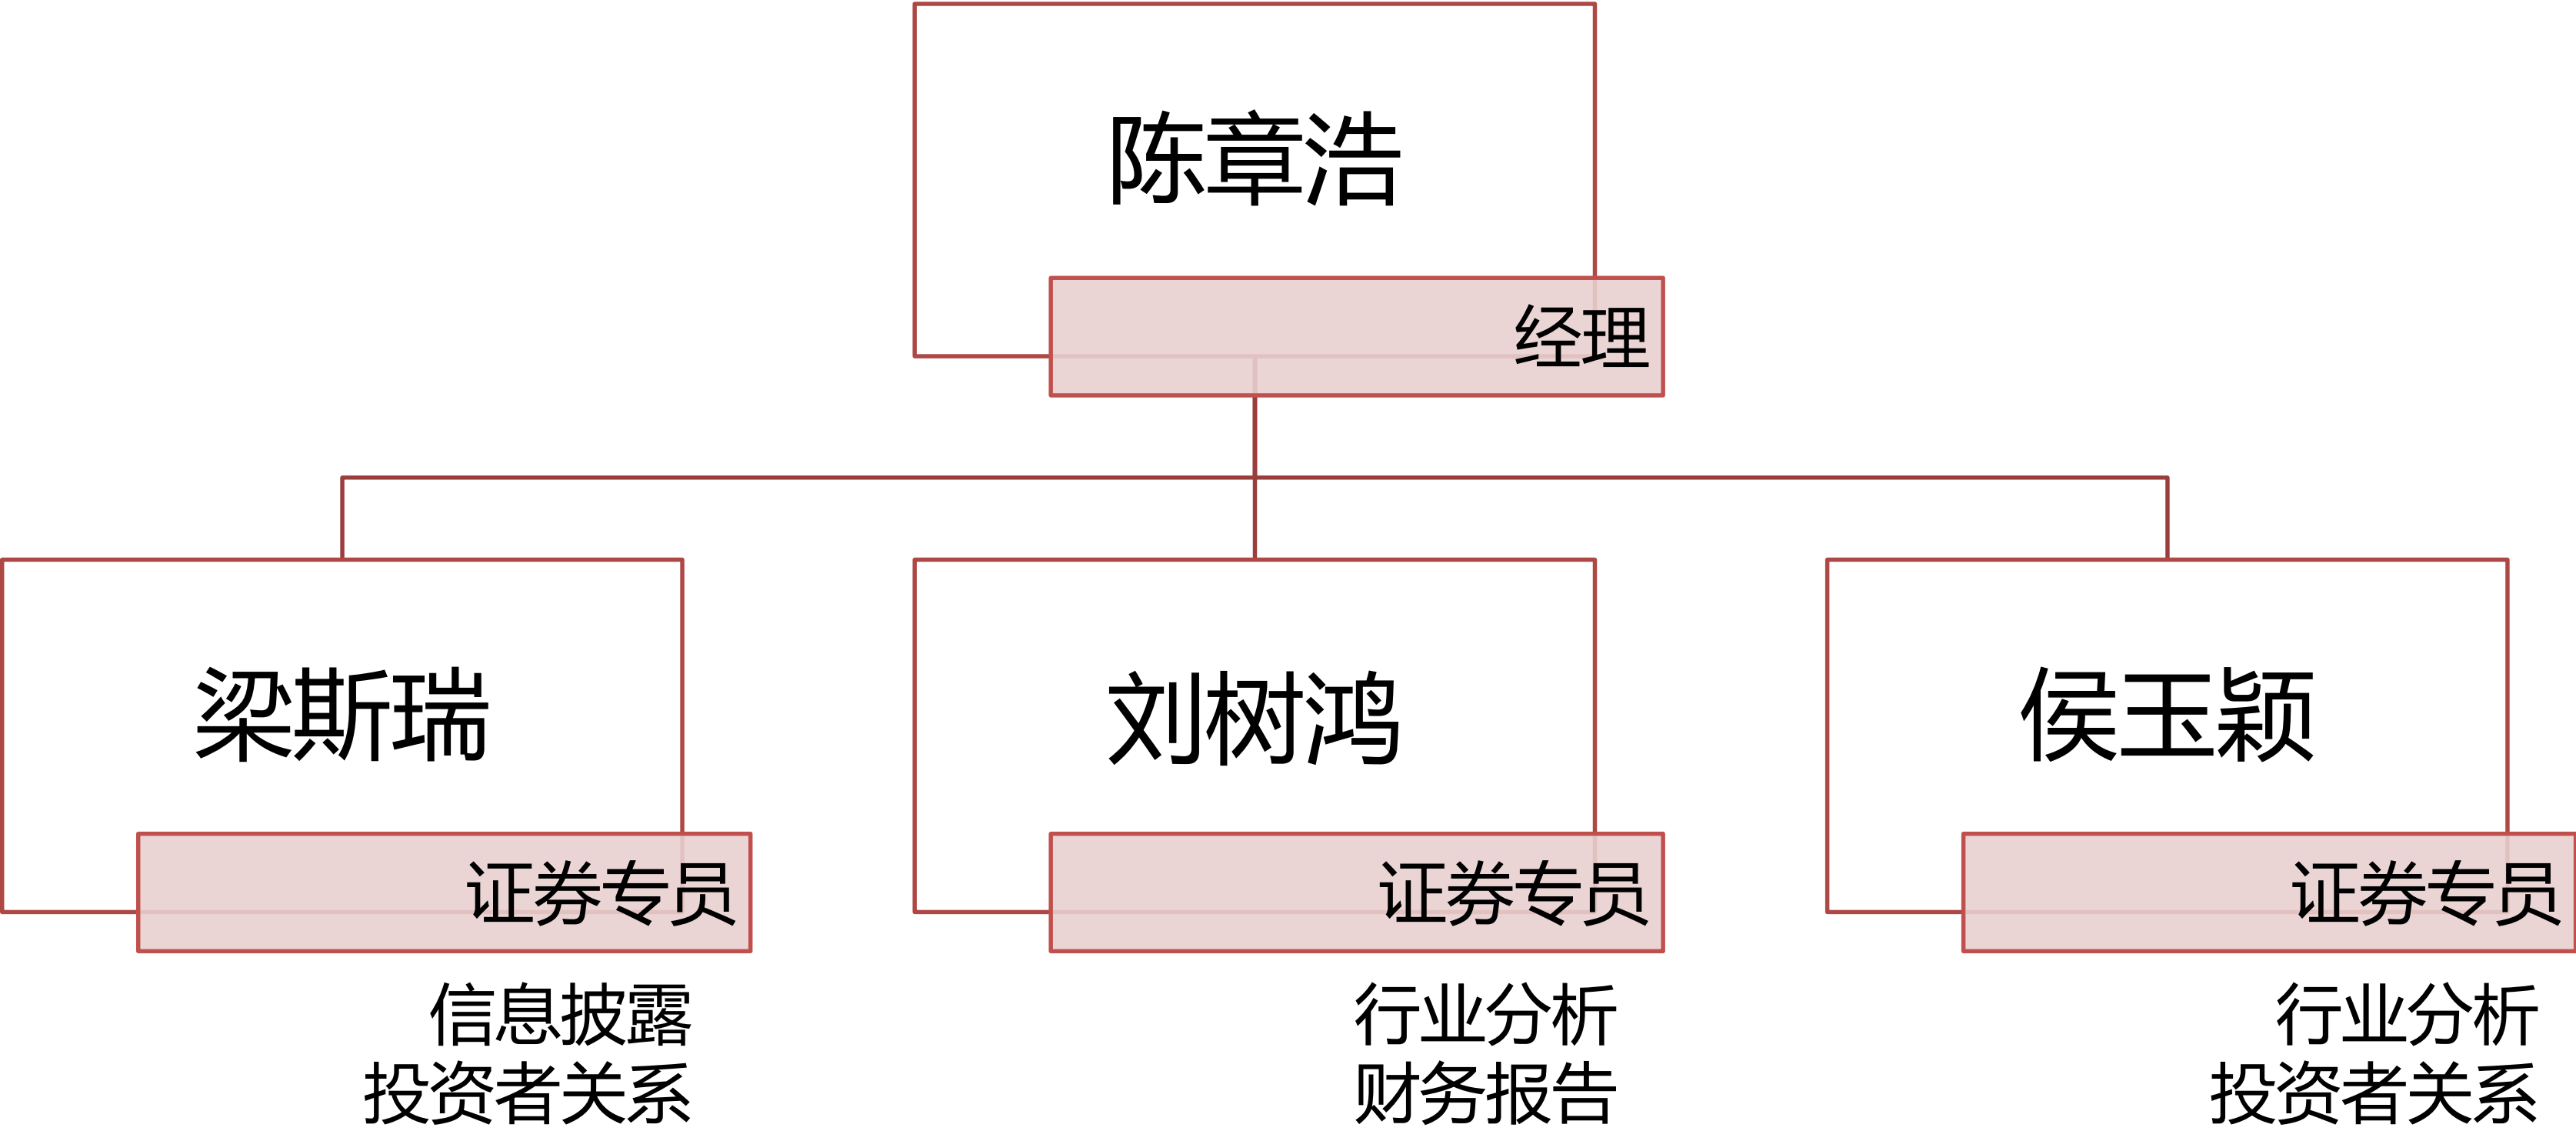 陈章浩
经理
梁斯瑞
证券专员
信息披露
投资者关系
刘树鸿
证券专员
行业分析
财务报告
侯玉颖
证券专员
行业分析
投资者关系